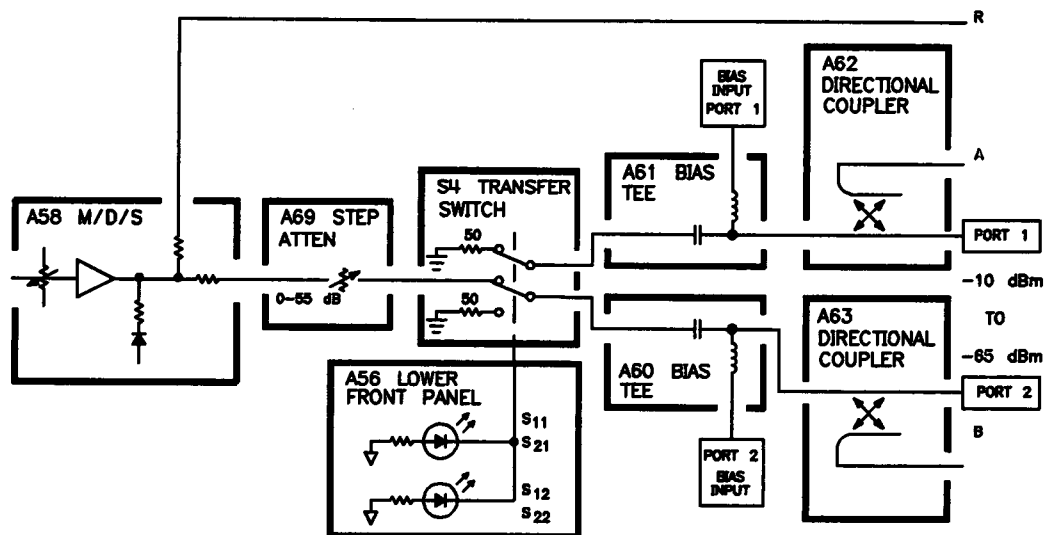 R
A62
DIRECTIONAL
COUPLER
BIAS
INPUT
PORT 1
A
A61 BIAS
TEE
S4 TRANSFER
SWITCH
A58 M/D/S
A69 STEP
ATTEN
50
PORT 1
0-55 dB
50
-10 dBm
TO
-65 dBm
A63
DIRECTIONAL
COUPLER
A60 BIAS
TEE
A56 LOWER
FRONT PANEL
PORT 2
S11
S21
B
PORT 2
BIAS
INPUT
S12
S22